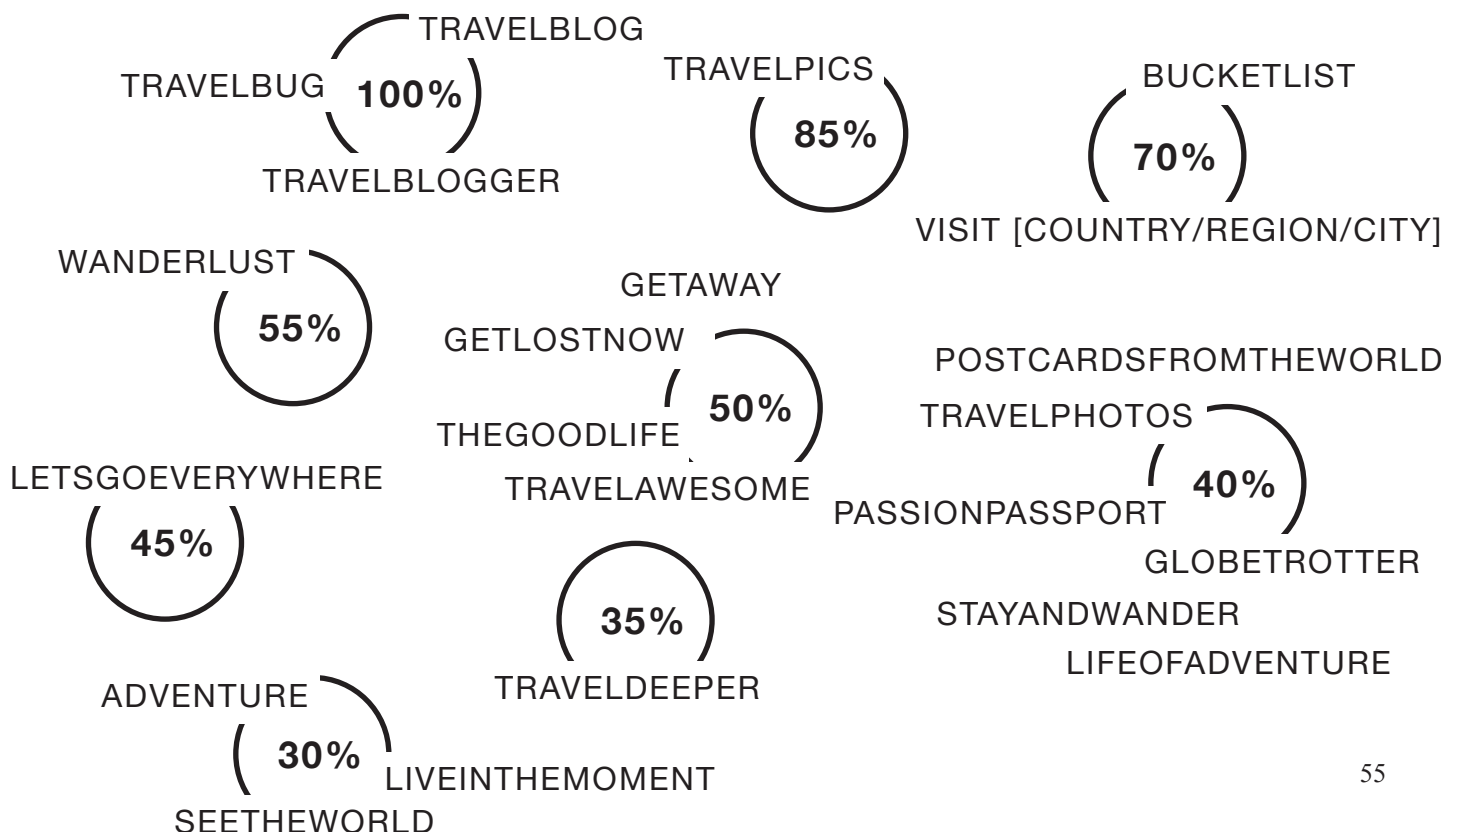 TRAVELBLOG
TRAVELBUG
100%
TRAVELBLOGGER
TRAVELPICS
85%
BUCKETLIST
70%
VISIT [COUNTRY/REGION/CITY]
WANDERLUST
55%
GETAWAY
GETLOSTNOW
50%
THEGOODLIFE
TRAVELAWESOME
POSTCARDSFROMTHEWORLD
TRAVELPHOTOS
40%
PASSIONPASSPORT
GLOBETROTTER
STAYANDWANDER
LIFEOFADVENTURE
LETSGOEVERYWHERE
45%
35%
TRAVELDEEPER
ADVENTURE
30%
LIVEINTHEMOMENT
SEETHEWORLD
55